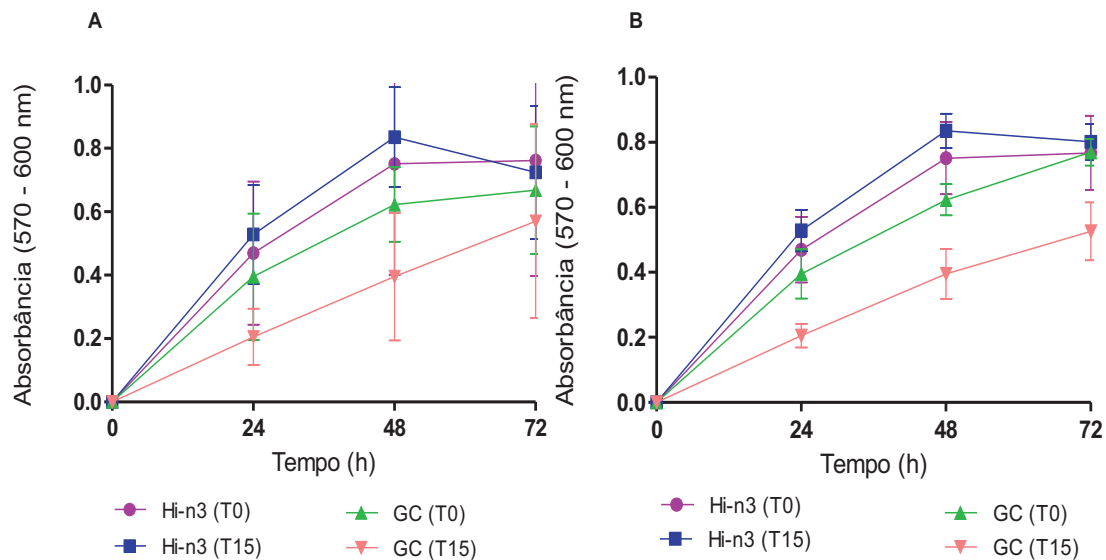 A
Absorbância (570 - 600 nm)
1.0
0.8
0.6
0.4
0.2
0.0
0 24 48 72
Tempo (h)
Hi-n3 (T0) GC (T0)
Hi-n3 (T15) GC (T15)
B
Absorbância (570 - 600 nm)
1.0
0.8
0.6
0.4
0.2
0.0
0 24 48 72
Tempo (h)
Hi-n3 (T0) GC (T0)
Hi-n3 (T15) GC (T15)